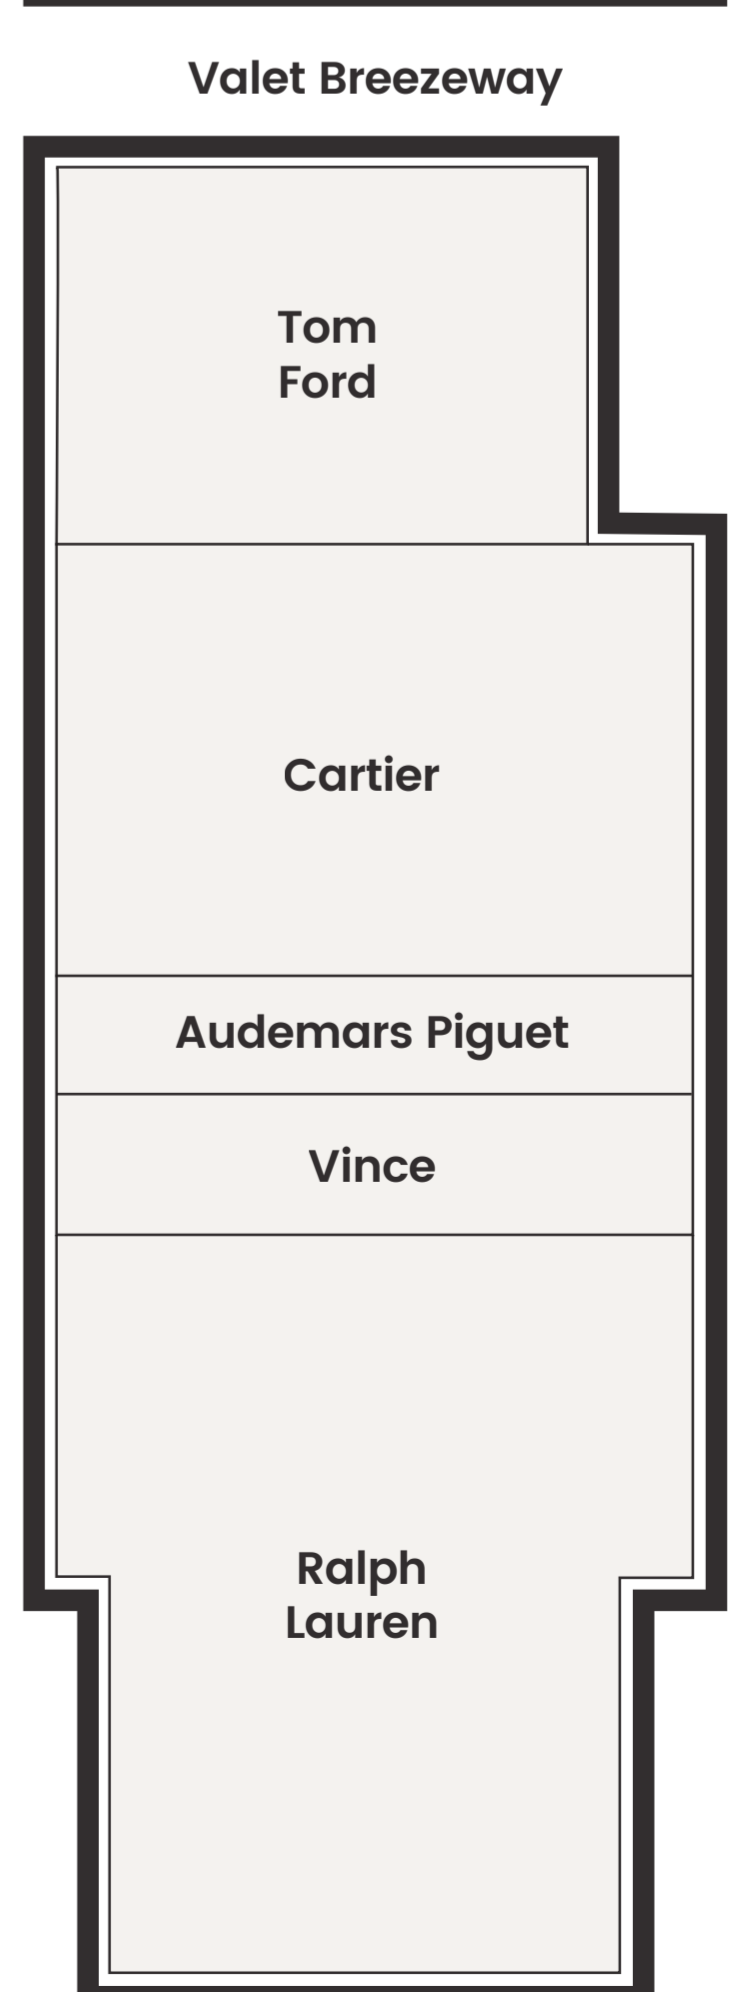 Valet Breezeway
Tom
Ford
Cartier
Audemars Piguet
Vince
Ralph
Lauren